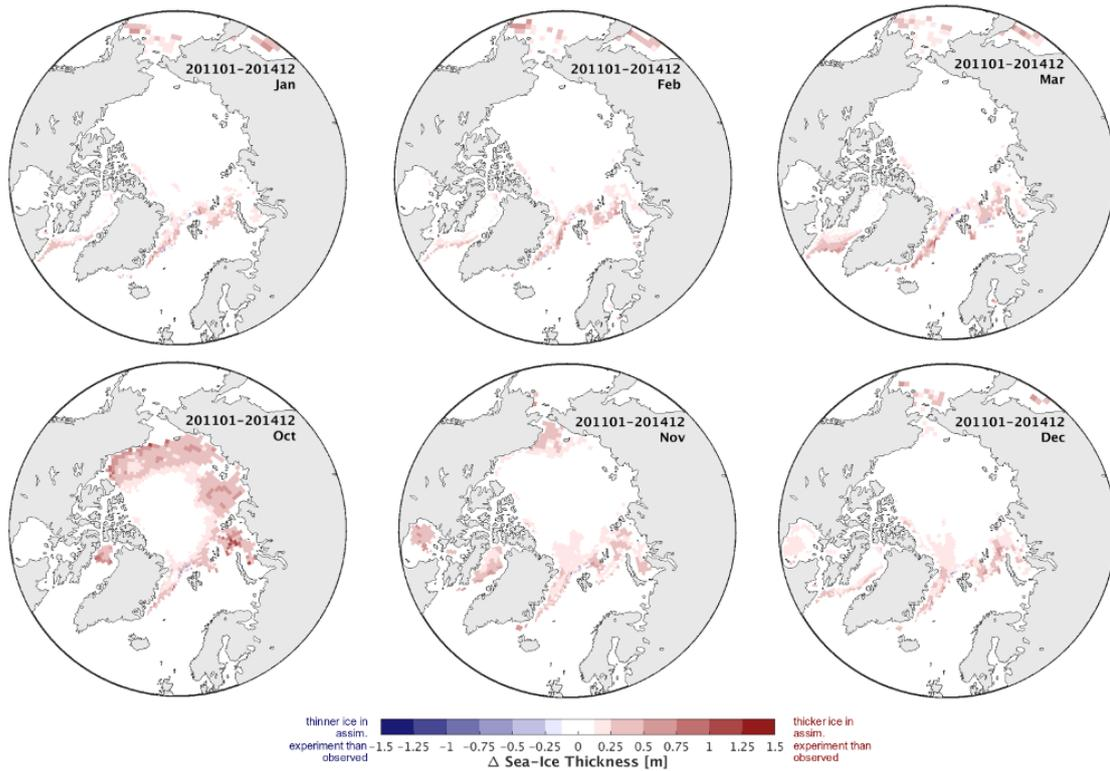 201101-201412
Jan
201101-201412
Feb
201101-201412
Mar
201101-201412
Oct
201101-201412
Nov
201101-201412
Dec
thinner ice in
assim.
experiment than
observed
-1.5 -1.25 -1 -0.75 -0.5 -0.25 0 0.25 0.5 0.75 1 1.25 1.5
Δ Sea-Ice Thickness [m]
thicker ice in
assim.
experiment than
observed